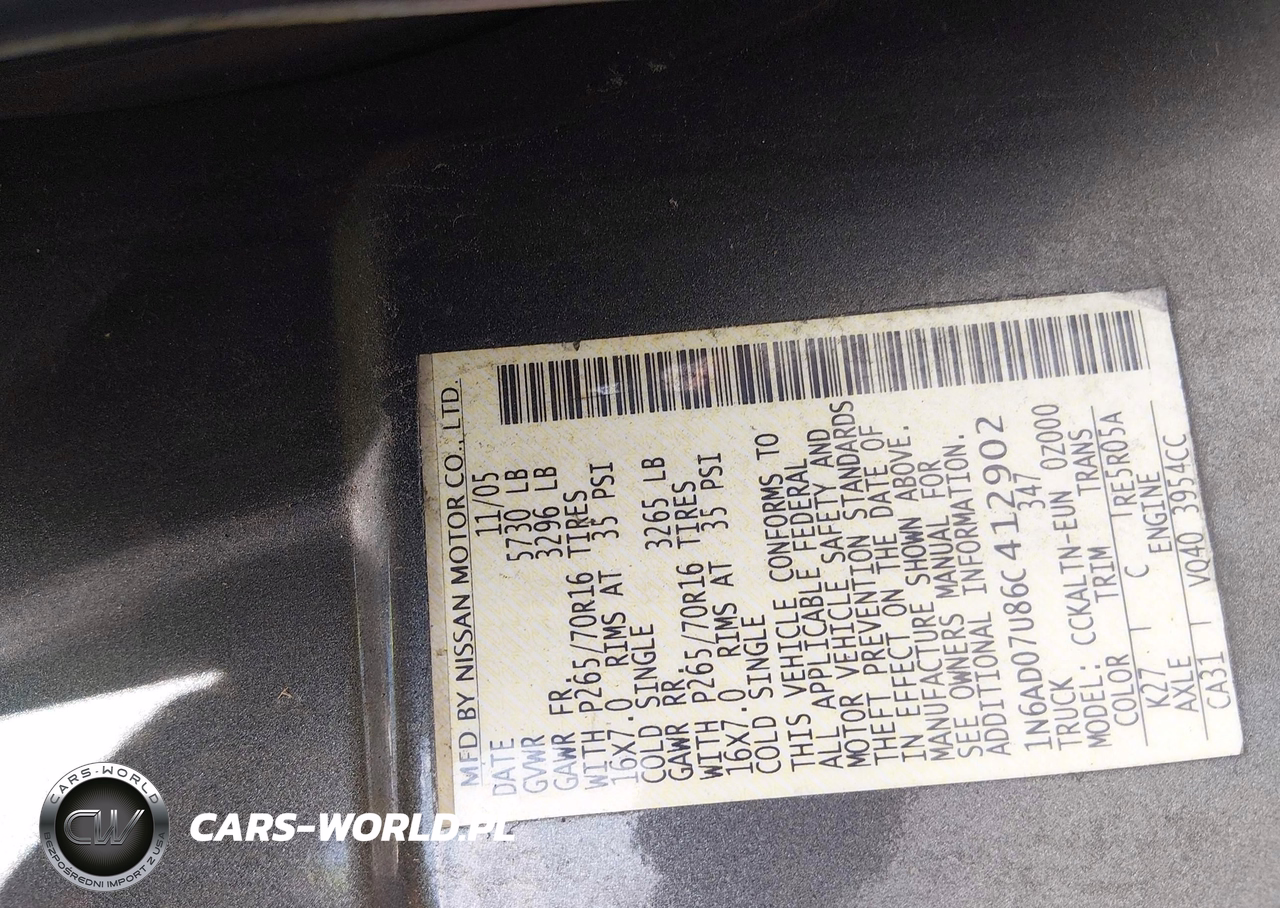 MFD BY NISSAN MOTOR CO., LTD.
DATE 11/05
GVWR 5730 LB
GAWR FR. 3296 LB
WITH P265/70R16 TIRES
16X7.0 RIMS AT 35 PSI
COLD SINGLE
GAWR RR. 3265 LB
WITH P265/70R16 TIRES
16X7.0 RIMS AT 35 PSI
COLD SINGLE
THIS VEHICLE CONFORMS TO
ALL APPLICABLE FEDERAL
MOTOR VEHICLE SAFETY AND
THEFT PREVENTION STANDARDS
IN EFFECT ON THE DATE OF
MANUFACTURE SHOWN ABOVE.
SEE OWNERS MANUAL FOR
ADDITIONAL INFORMATION.
1N6AD07U86C412902
TRUCK 347
MODEL: CCKALTN-EUN 0Z000
COLOR TRIM TRANS
K27 C RE5R05A
AXLE ENGINE
CA31 VQ40 3954CC
CARS-WORLD
CW
BEZPOŚREDNI IMPORT Z USA
CARS-WORLD.PL